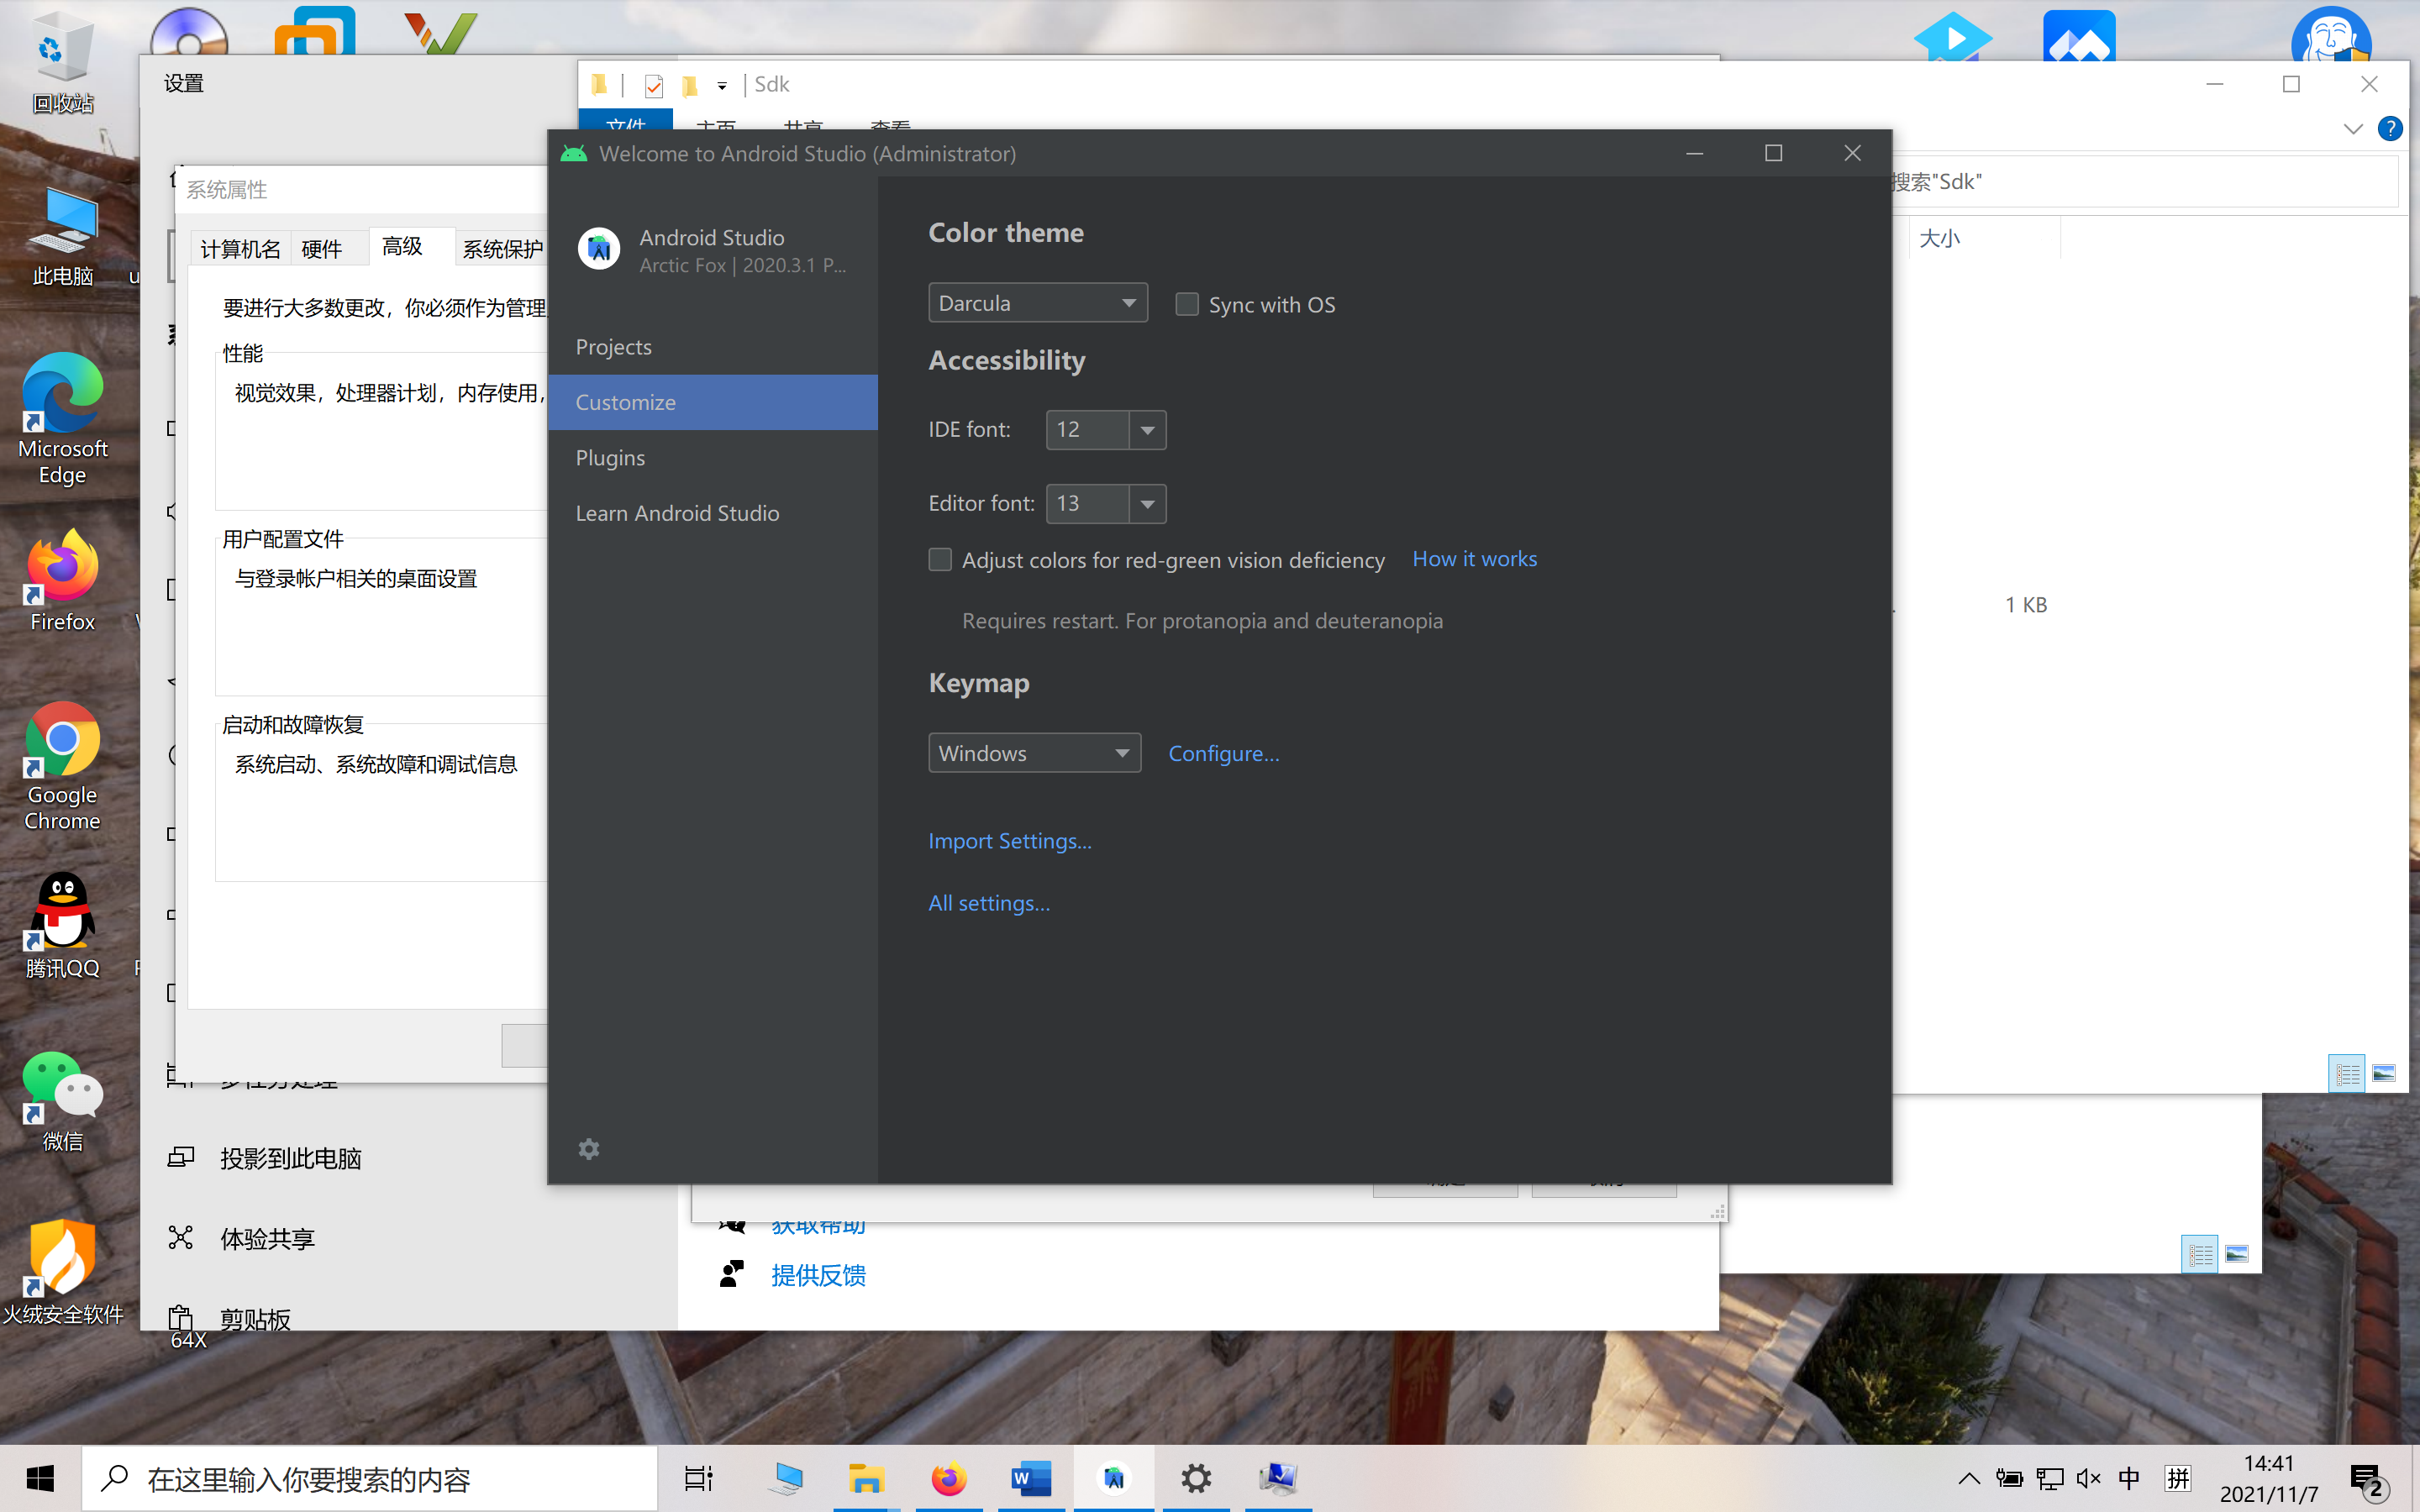 回收站
此电脑
Microsoft
Edge
Firefox
Google
Chrome
腾讯QQ
微信
火绒安全软件
64X
设置
投影到此电脑
体验共享
剪贴板
获取帮助
提供反馈
系统属性
计算机名
硬件
高级
系统保护
要进行大多数更改，你必须作为管理
性能
视觉效果，处理器计划，内存使用，
用户配置文件
与登录帐户相关的桌面设置
启动和故障恢复
系统启动、系统故障和调试信息
Sdk
文件
主页
共享
查看
搜索"Sdk"
大小
1 KB
Welcome to Android Studio (Administrator)
Android Studio
Arctic Fox | 2020.3.1 P...
Projects
Customize
Plugins
Learn Android Studio
Color theme
Darcula
Sync with OS
Accessibility
IDE font:
12
Editor font:
13
Adjust colors for red-green vision deficiency
How it works
Requires restart. For protanopia and deuteranopia
Keymap
Windows
Configure...
Import Settings...
All settings...
在这里输入你要搜索的内容
中
拼
14:41
2021/11/7
2